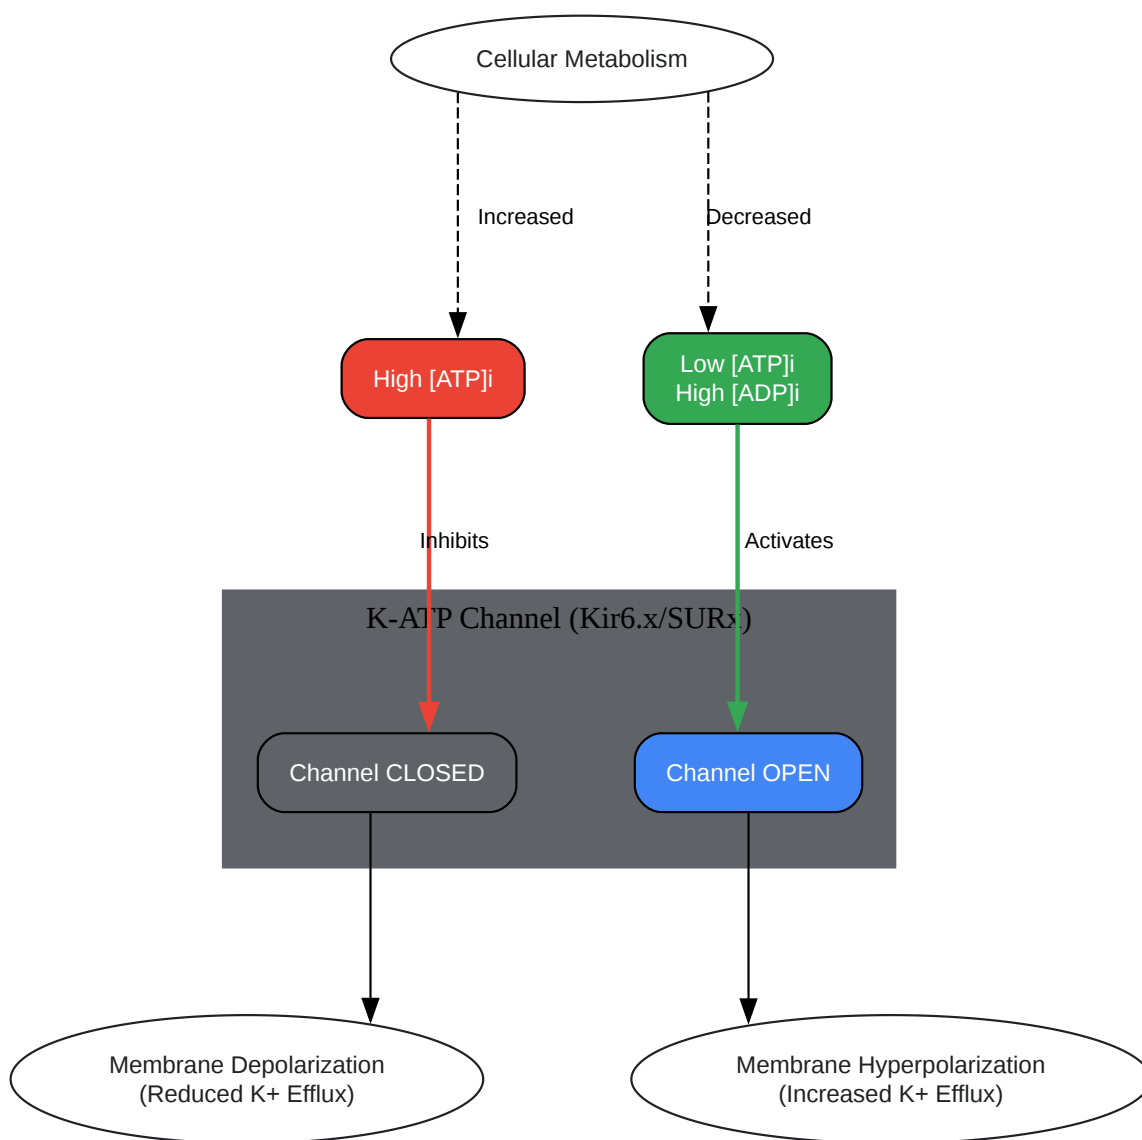 Cellular Metabolism
Increased
Decreased
High [ATP]i
Low [ATP]i
High [ADP]i
Inhibits
Activates
K-ATP Channel (Kir6.x/SURx)
Channel CLOSED
Channel OPEN
Membrane Depolarization
(Reduced K+ Efflux)
Membrane Hyperpolarization
(Increased K+ Efflux)